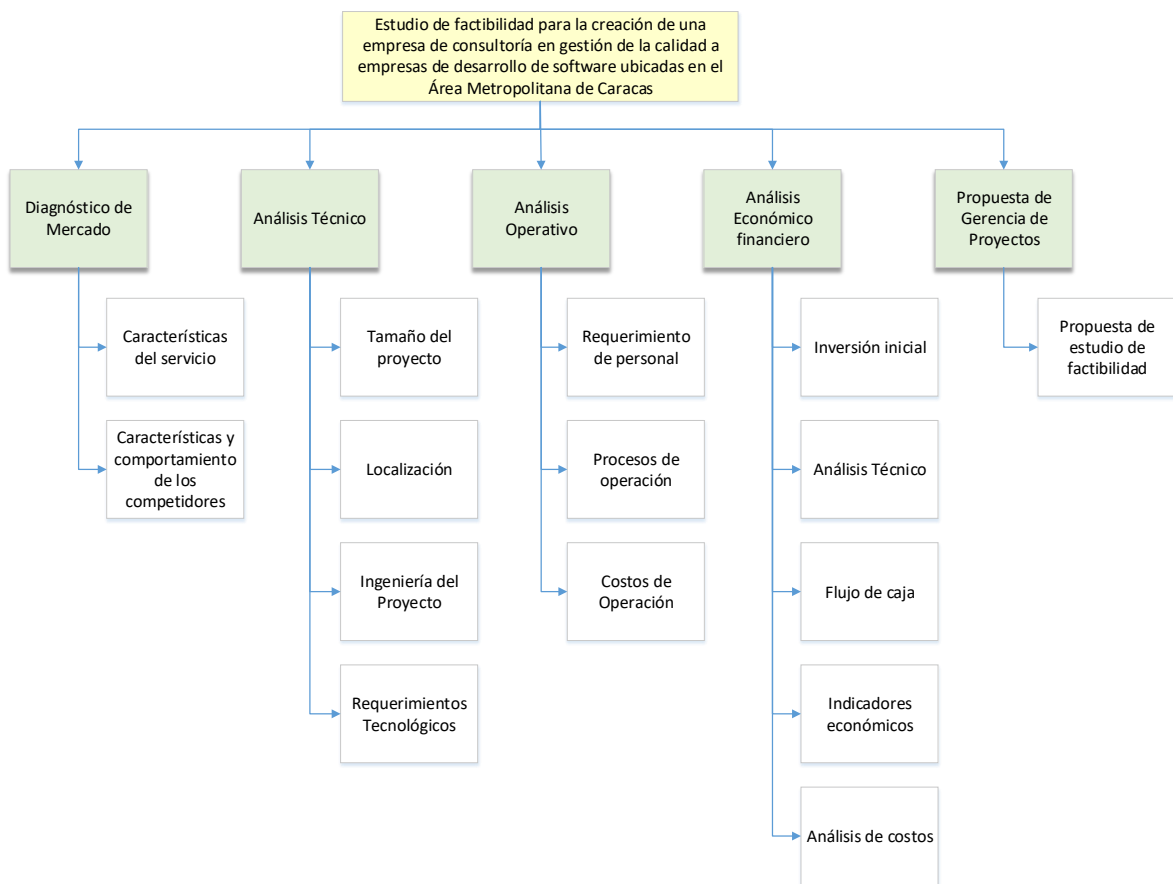 Estudio de factibilidad para la creación de una
empresa de consultoría en gestión de la calidad a
empresas de desarrollo de software ubicadas en el
Área Metropolitana de Caracas
Diagnóstico de
Mercado
Análisis Técnico
Análisis
Operativo
Análisis
Económico
financiero
Propuesta de
Gerencia de
Proyectos
Características
del servicio
Características y
comportamiento
de los
competidores
Tamaño del
proyecto
Localización
Ingeniería del
Proyecto
Requerimientos
Tecnológicos
Requerimiento
de personal
Procesos de
operación
Costos de
Operación
Inversión inicial
Análisis Técnico
Flujo de caja
Indicadores
económicos
Análisis de costos
Propuesta de
estudio de
factibilidad